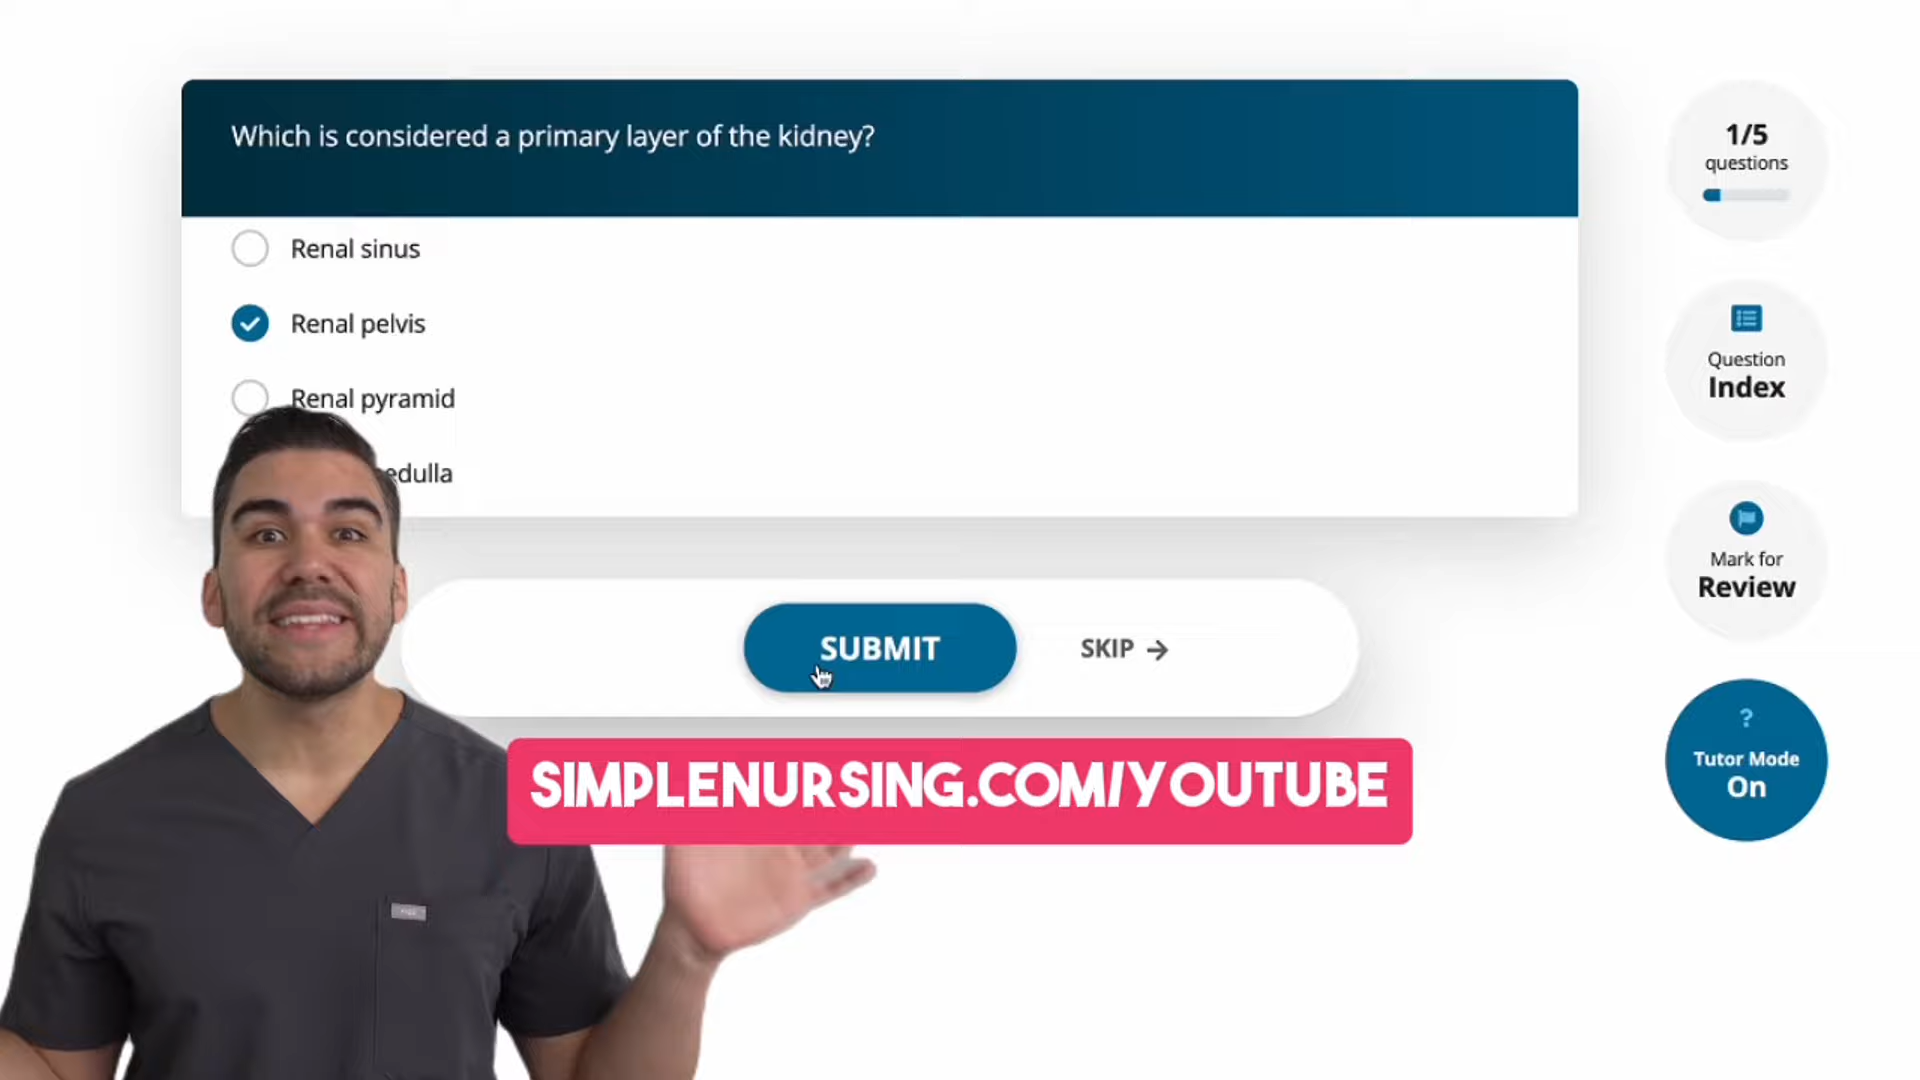 Which is considered a primary layer of the kidney?
1/5
questions
Renal sinus
Renal pelvis
Renal pyramid
edulla
Question
Index
Mark for
Review
SUBMIT
SKIP →
?
Tutor Mode
On
SIMPLENURSING.COM/YOUTUBE